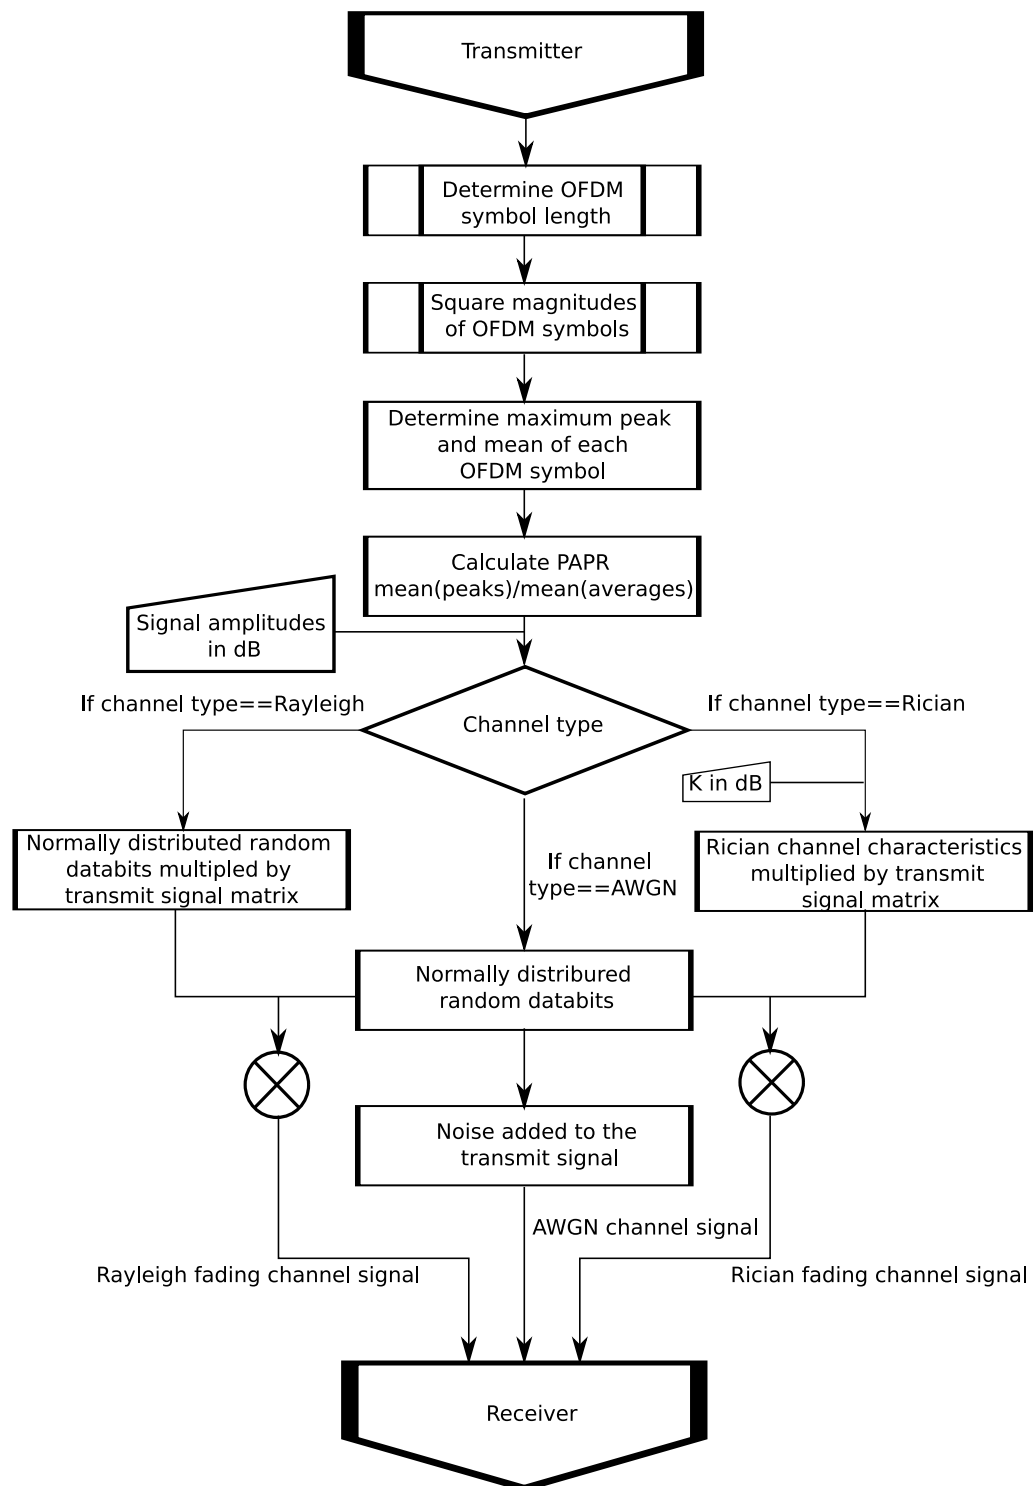 Transmitter
Determine OFDM
symbol length
Square magnitudes
of OFDM symbols
Determine maximum peak
and mean of each
OFDM symbol
Calculate PAPR
mean(peaks)/mean(averages)
Signal amplitudes
in dB
If channel type==Rayleigh
Channel type
If channel type==Rician
K in dB
Normally distributed random
databits multipled by
transmit signal matrix
If channel
type==AWGN
Rician channel characteristics
multiplied by transmit
signal matrix
Normally distribured
random databits
Noise added to the
transmit signal
AWGN channel signal
Rayleigh fading channel signal
Rician fading channel signal
Receiver